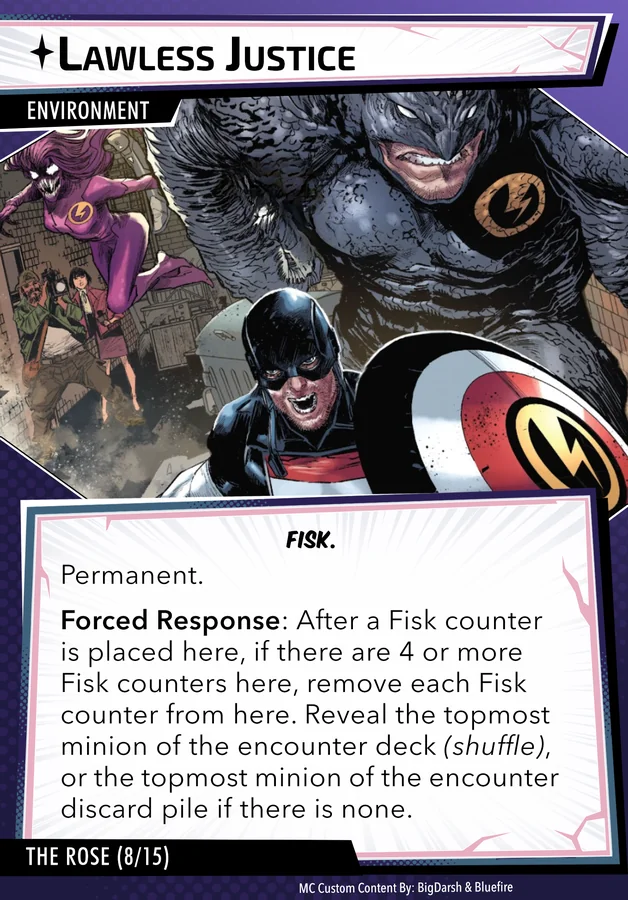 LAWLESS JUSTICE
ENVIRONMENT
FISK.
Permanent.
Forced Response: After a Fisk counter
is placed here, if there are 4 or more
Fisk counters here, remove each Fisk
counter from here. Reveal the topmost
minion of the encounter deck (shuffle),
or the topmost minion of the encounter
discard pile if there is none.
THE ROSE (8/15)
MC Custom Content By: BigDarsh & Bluefire